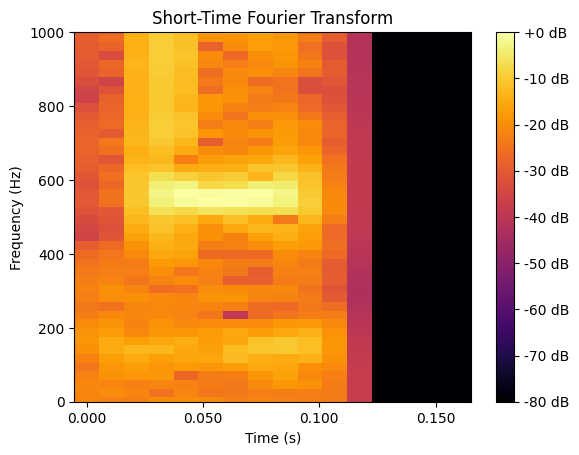 Short-Time Fourier Transform
Frequency (Hz)
1000
800
600
400
200
0
0.000
0.050
0.100
0.150
Time (s)
+0 dB
-10 dB
-20 dB
-30 dB
-40 dB
-50 dB
-60 dB
-70 dB
-80 dB